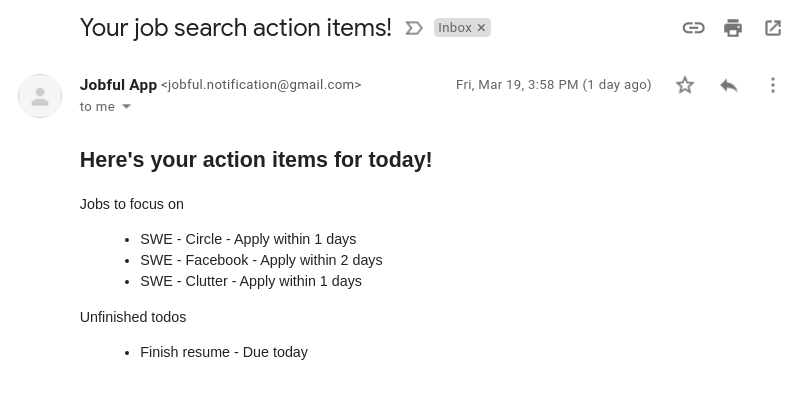 Your job search action items!
Inbox ×
Jobful App <jobful.notification@gmail.com>
Fri, Mar 19, 3:58 PM (1 day ago)
to me
Here's your action items for today!
Jobs to focus on
• SWE - Circle - Apply within 1 days
• SWE - Facebook - Apply within 2 days
• SWE - Clutter - Apply within 1 days
Unfinished todos
• Finish resume - Due today